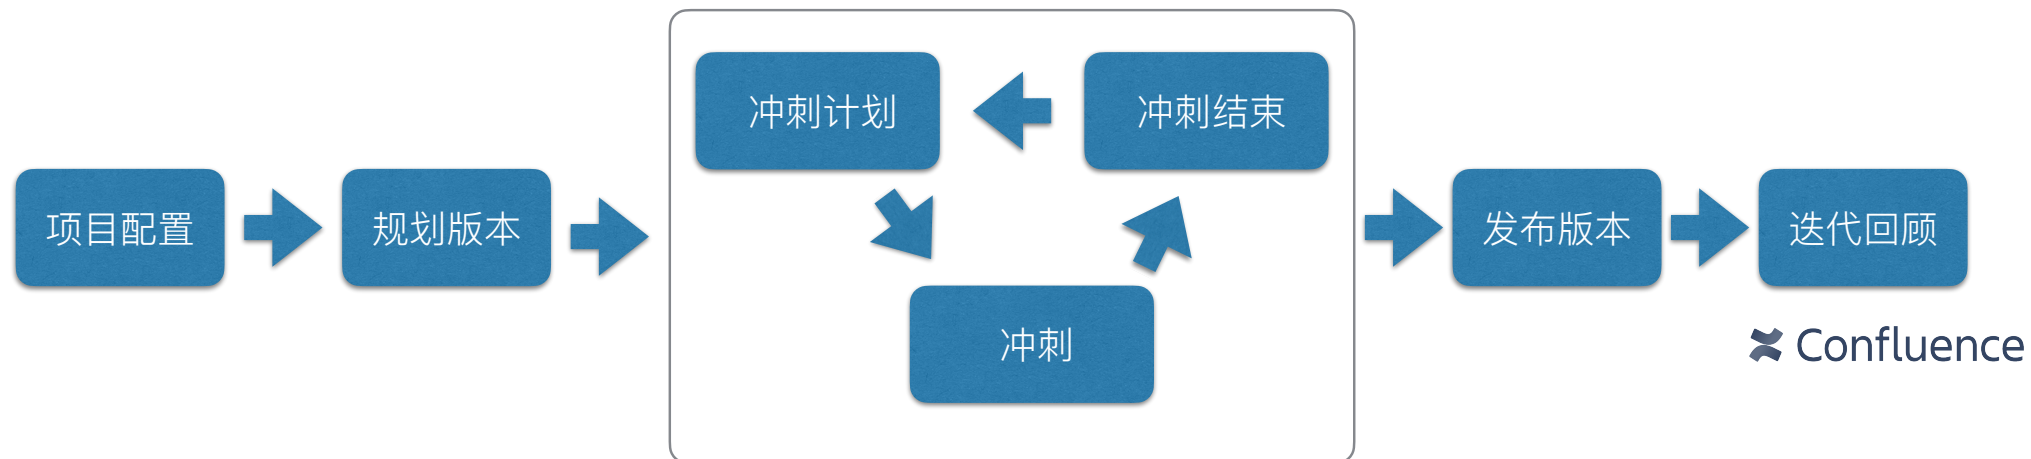 项目配置
规划版本
冲刺计划
冲刺结束
冲刺
发布版本
迭代回顾
Confluence